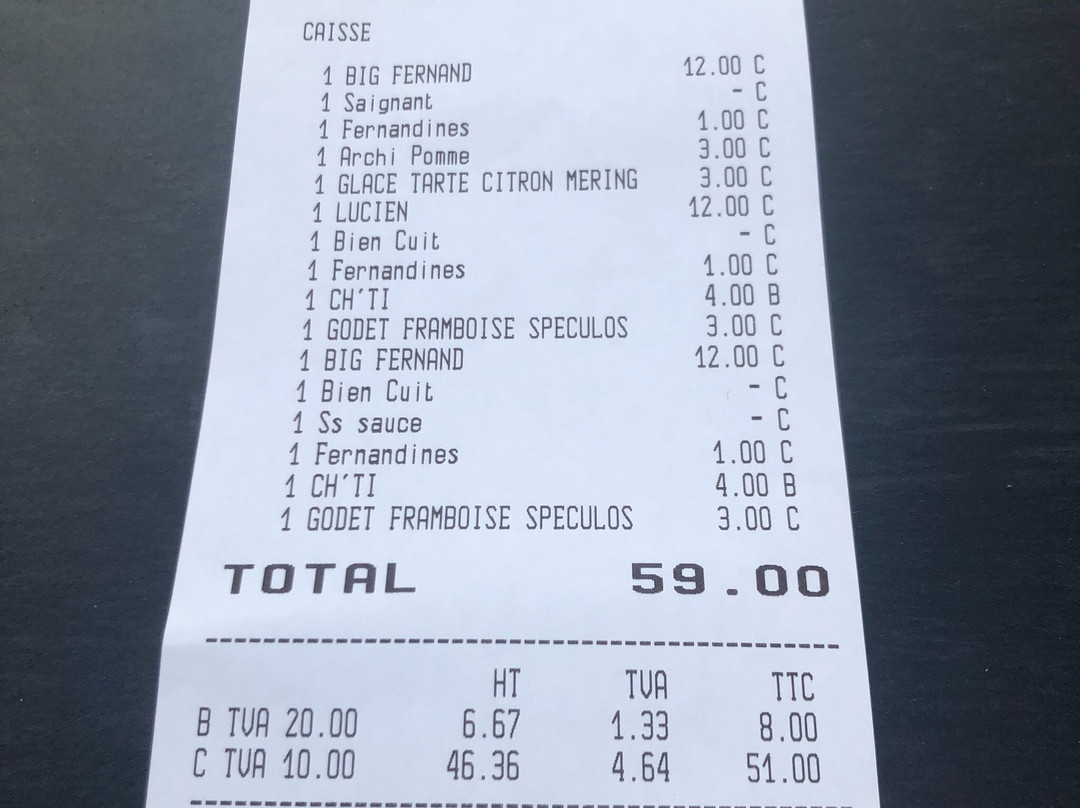 CAISSE
1 BIG FERNAND 12.00 C
1 Saignant - C
1 Fernandines 1.00 C
1 Archi Pomme 3.00 C
1 GLACE TARTE CITRON MERING 3.00 C
1 LUCIEN 12.00 C
1 Bien Cuit - C
1 Fernandines 1.00 C
1 CH'TI 4.00 B
1 GODET FRAMBOISE SPECULOS 3.00 C
1 BIG FERNAND 12.00 C
1 Bien Cuit - C
1 Ss sauce - C
1 Fernandines 1.00 C
1 CH'TI 4.00 B
1 GODET FRAMBOISE SPECULOS 3.00 C
TOTAL 59.00
HT TVA TTC
B TVA 20.00 6.67 1.33 8.00
C TVA 10.00 46.36 4.64 51.00